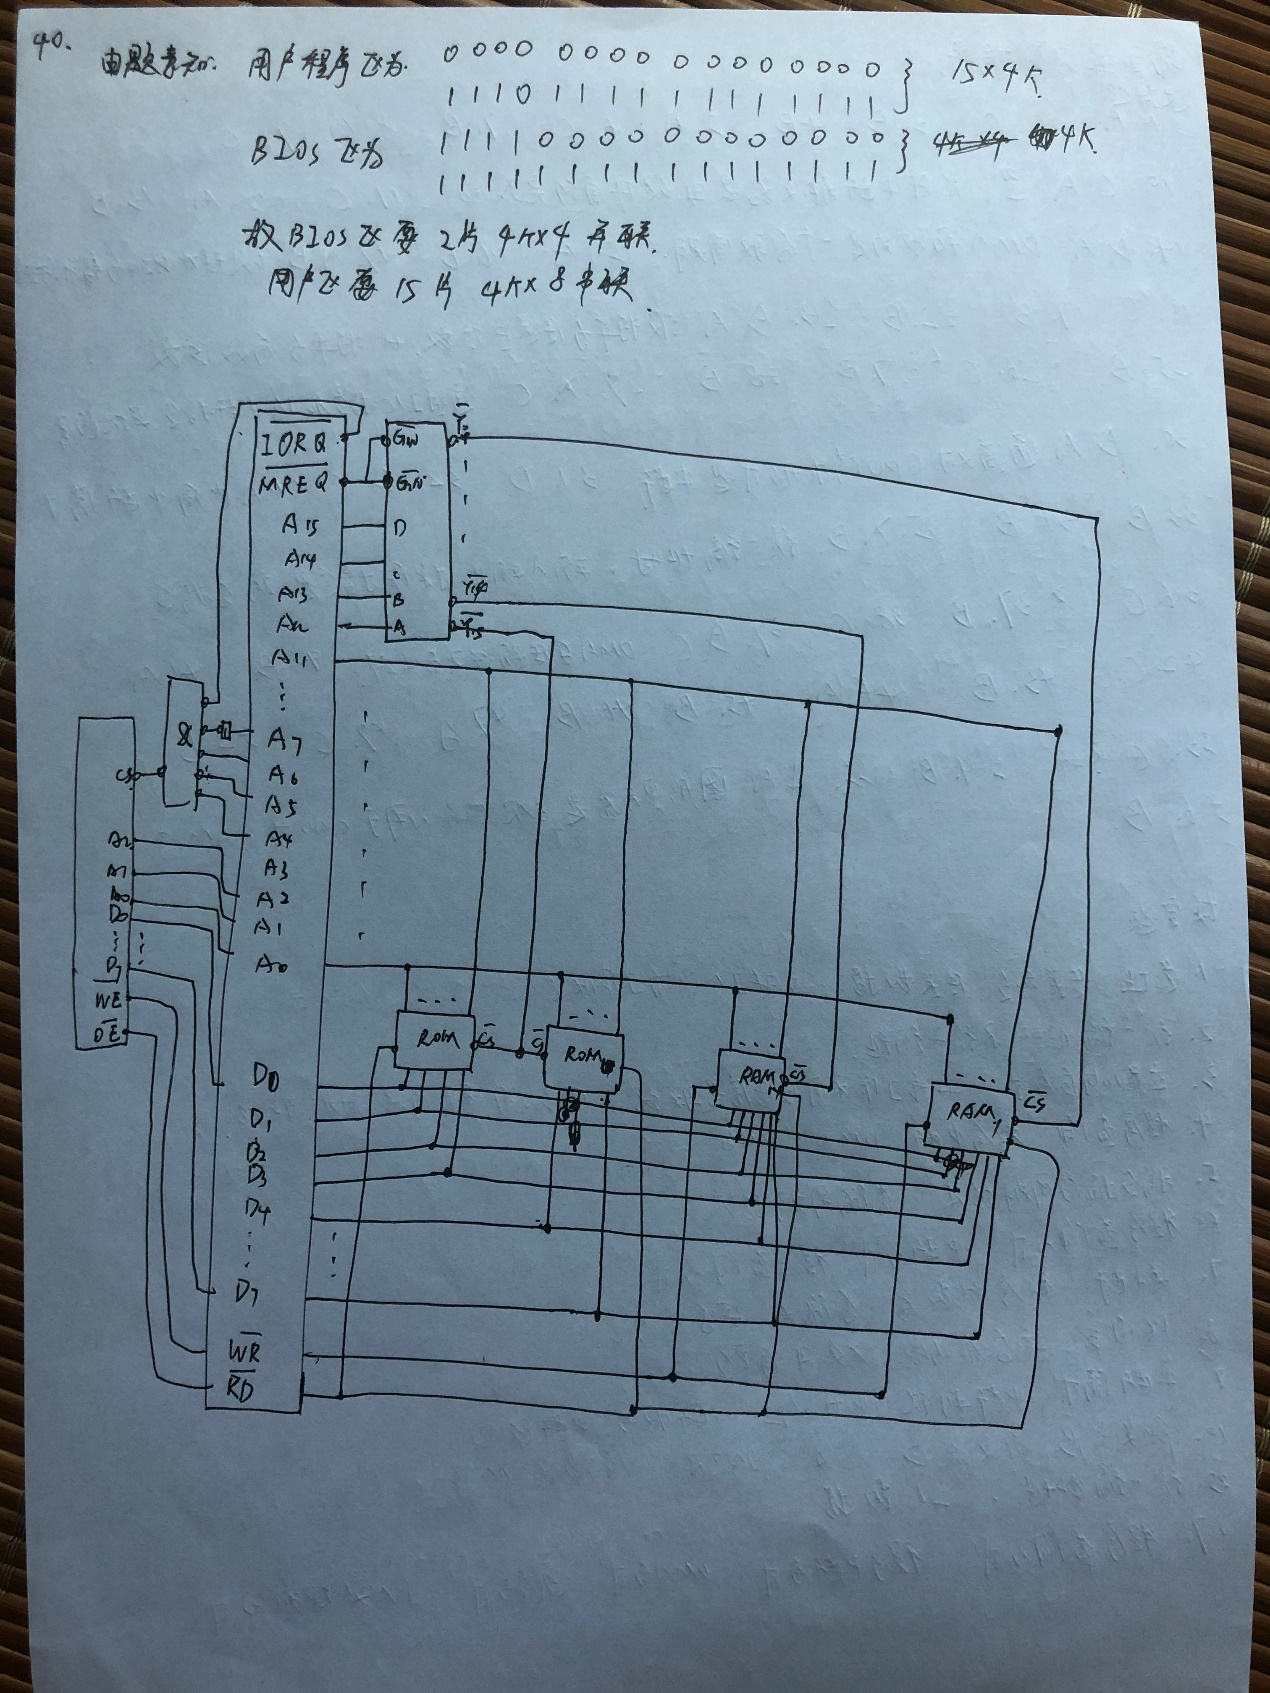 40. 由题意知. 用户程序区为 0000 0000 0000 0000 } 15×4K
1110 1111 1111 1111
BIOS区为 1111 0000 0000 0000 } 4K
1111 1111 1111 1111
故BIOS区要 2片 4K×4 并联.
用户区要 15片 4K×8 串联.
IORQ
MREQ
A15
A14
A13
A12
A11
A7
A6
A5
A4
A3
A2
A1
A0
D0
D1
D2
D3
D4
D7
WR
RD
D
C
B
A
Y15
&
CS
A2
A1
A0
D0
D7
WE
OE
ROM
CS
ROM
RAM
CS
RAM1
CS